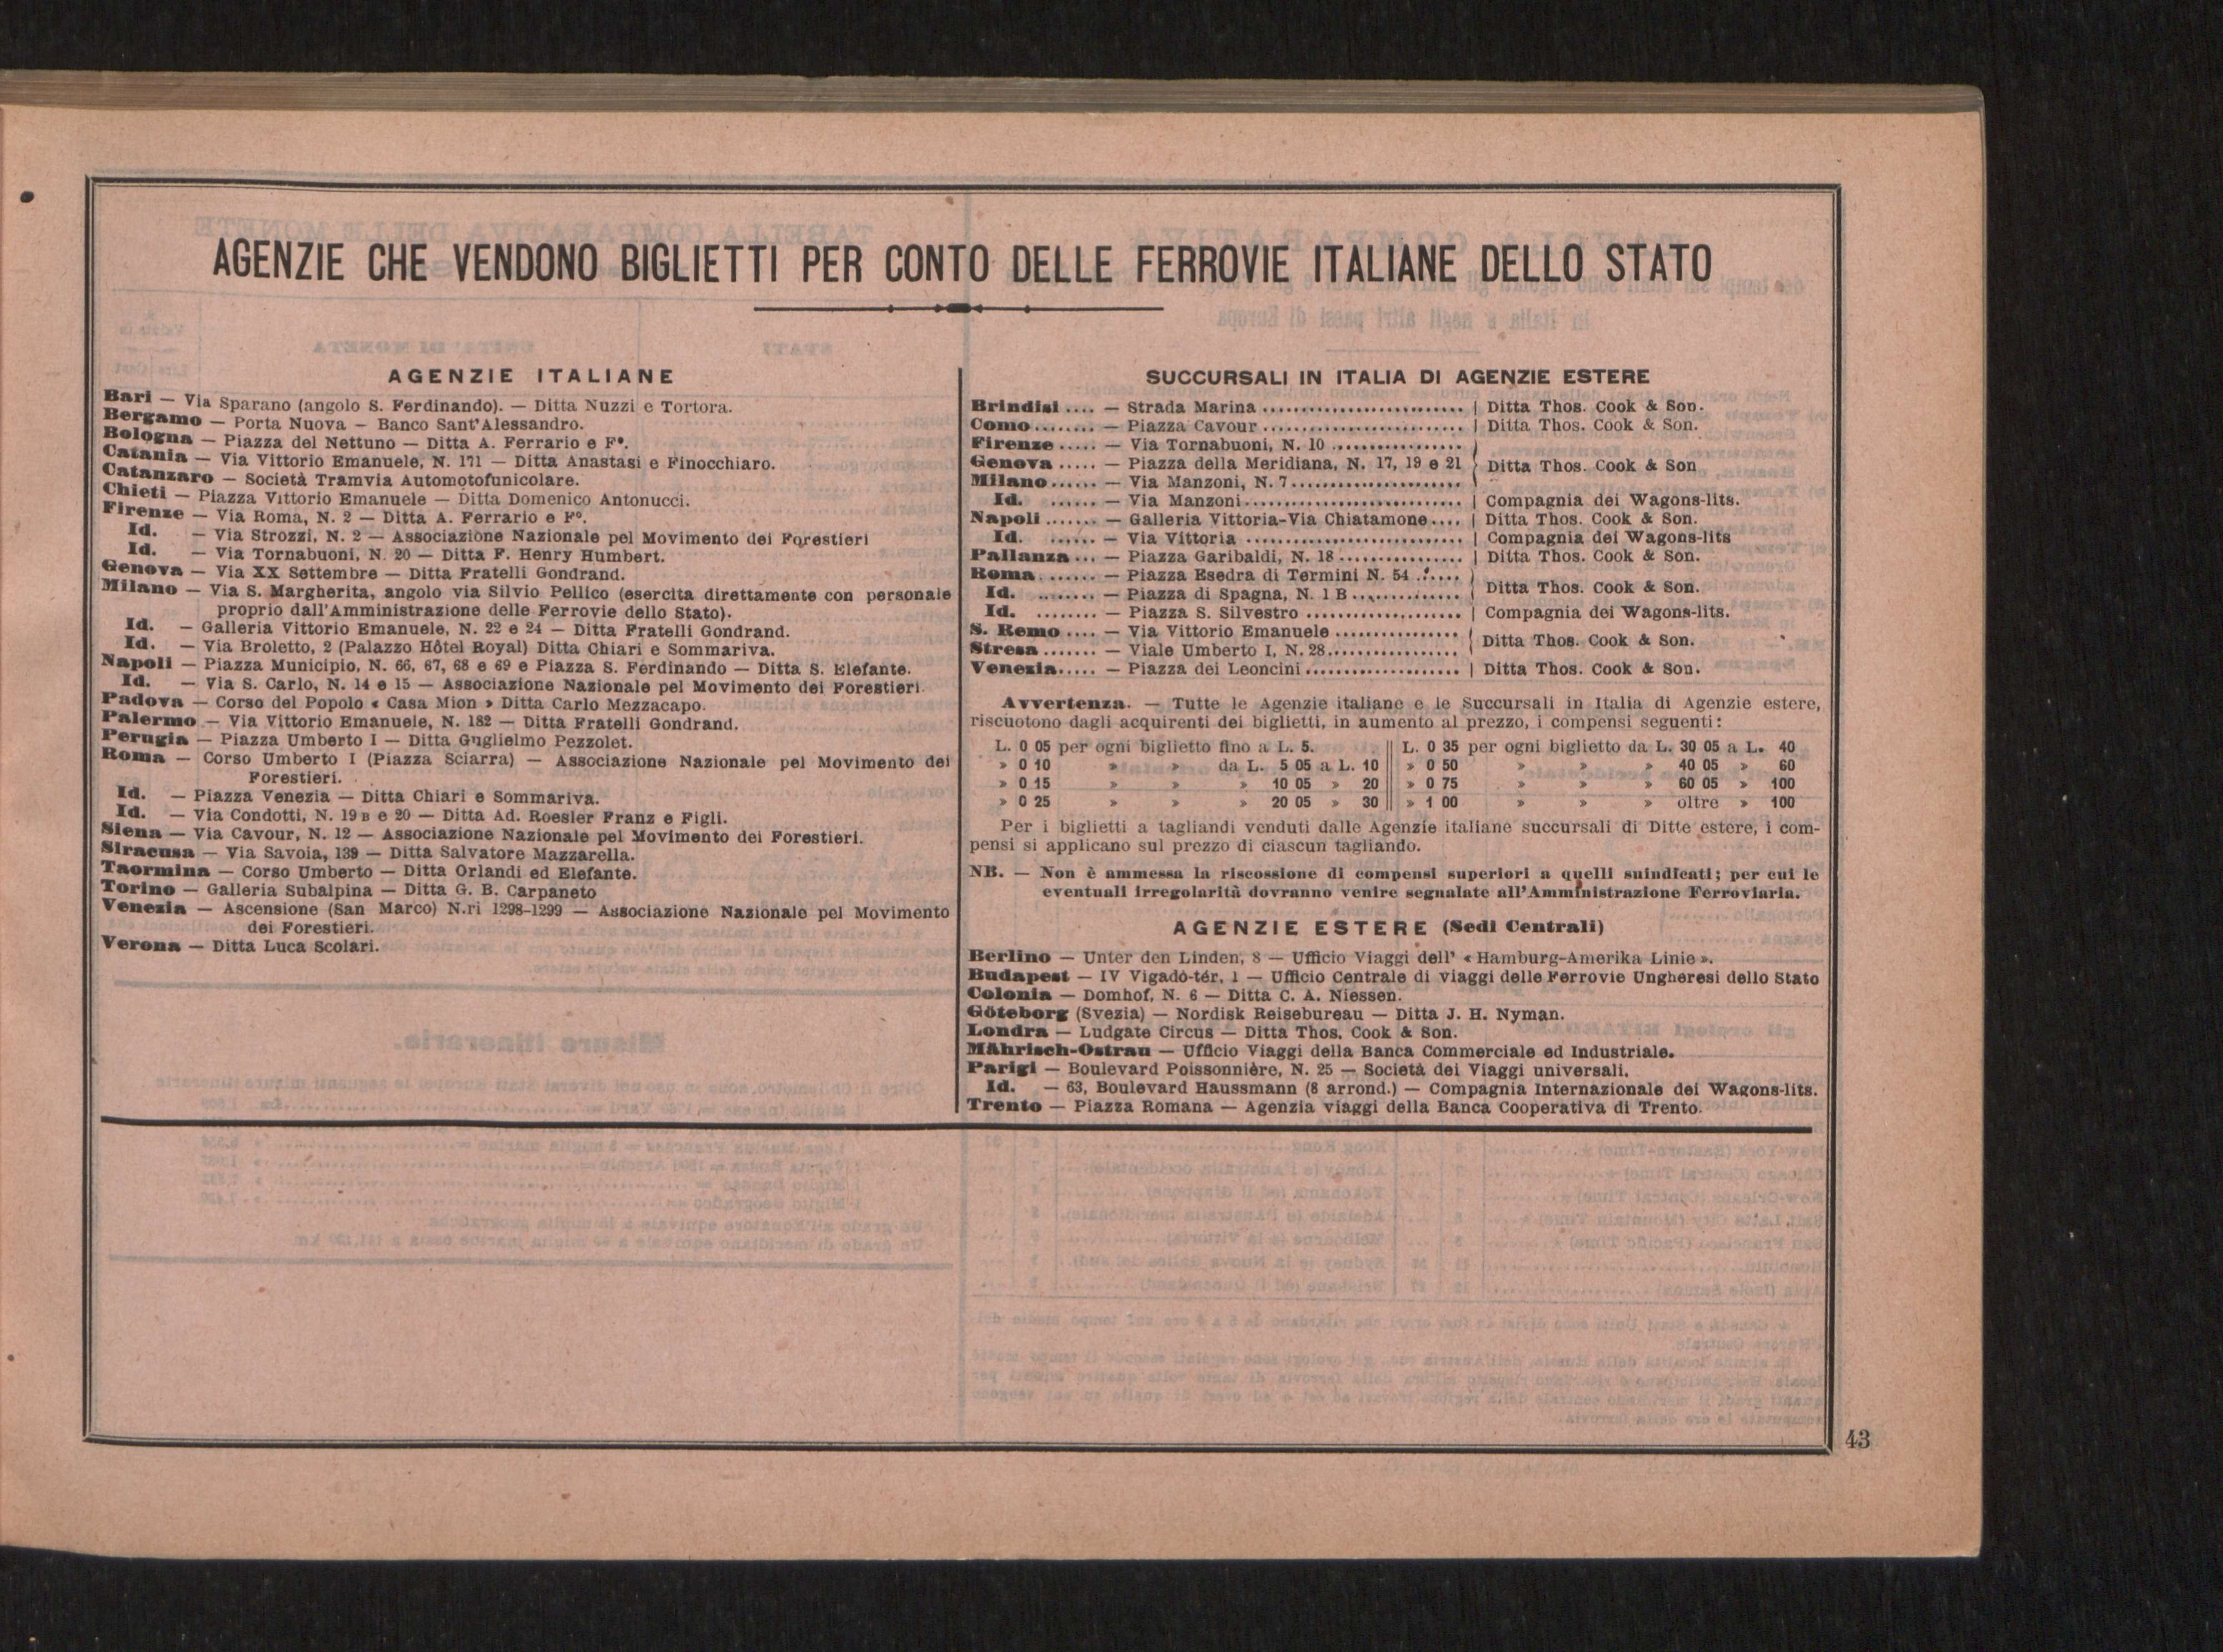 AGENZIE CHE VENDONO BIGLIETTI PER CONTO DELLE FERROVIE ITALIANE DELLO STATO
AGENZIE ITALIANE
Bari — Via Sparano (angolo S. Ferdinando). — Ditta Nuzzi e Tortora.
Bergamo — Porta Nuova — Banco Sant'Alessandro.
Bologna — Piazza del Nettuno — Ditta A. Ferrario e F°.
Catania — Via Vittorio Emanuele, N. 171 — Ditta Anastasi e Finocchiaro.
Catanzaro — Società Tramvia Automotofunicolare.
Chieti — Piazza Vittorio Emanuele — Ditta Domenico Antonucci.
Firenze — Via Roma, N. 2 — Ditta A. Ferrario e F°.
Id. — Via Strozzi, N. 2 — Associazione Nazionale pel Movimento dei Forestieri
Id. — Via Tornabuoni, N. 20 — Ditta F. Henry Humbert.
Genova — Via XX Settembre — Ditta Fratelli Gondrand.
Milano — Via S. Margherita, angolo via Silvio Pellico (esercita direttamente con personale
proprio dall'Amministrazione delle Ferrovie dello Stato).
Id. — Galleria Vittorio Emanuele, N. 22 e 24 — Ditta Fratelli Gondrand.
Id. — Via Broletto, 2 (Palazzo Hôtel Royal) Ditta Chiari e Sommariva.
Napoli — Piazza Municipio, N. 66, 67, 68 e 69 e Piazza S. Ferdinando — Ditta S. Elefante.
Id. — Via S. Carlo, N. 14 e 15 — Associazione Nazionale pel Movimento dei Forestieri.
Padova — Corso del Popolo « Casa Mion » Ditta Carlo Mezzacapo.
Palermo — Via Vittorio Emanuele, N. 182 — Ditta Fratelli Gondrand.
Perugia — Piazza Umberto I — Ditta Guglielmo Pezzolet.
Roma — Corso Umberto I (Piazza Sciarra) — Associazione Nazionale pel Movimento dei
Forestieri.
Id. — Piazza Venezia — Ditta Chiari e Sommariva.
Id. — Via Condotti, N. 19 B e 20 — Ditta Ad. Roesler Franz e Figli.
Siena — Via Cavour, N. 12 — Associazione Nazionale pel Movimento dei Forestieri.
Siracusa — Via Savoia, 139 — Ditta Salvatore Mazzarella.
Taormina — Corso Umberto — Ditta Orlandi ed Elefante.
Torino — Galleria Subalpina — Ditta G. B. Carpaneto
Venezia — Ascensione (San Marco) N.ri 1298-1299 — Associazione Nazionale pel Movimento
dei Forestieri.
Verona — Ditta Luca Scolari.
SUCCURSALI IN ITALIA DI AGENZIE ESTERE
Brindisi .... — Strada Marina .......................... | Ditta Thos. Cook & Son.
Como ........ — Piazza Cavour .......................... | Ditta Thos. Cook & Son.
Firenze ..... — Via Tornabuoni, N. 10 .................
Genova ..... — Piazza della Meridiana, N. 17, 19 e 21 } Ditta Thos. Cook & Son
Milano ...... — Via Manzoni, N. 7......................
Id. ...... — Via Manzoni............................ | Compagnia dei Wagons-lits.
Napoli ....... — Galleria Vittoria-Via Chiatamone.... | Ditta Thos. Cook & Son.
Id. ...... — Via Vittoria ............................ | Compagnia dei Wagons-lits
Pallanza ... — Piazza Garibaldi, N. 18 ................ | Ditta Thos. Cook & Son.
Roma ....... — Piazza Esedra di Termini N. 54 ......
Id. ........ — Piazza di Spagna, N. 1 B .............. } Ditta Thos. Cook & Son.
Id. ........ — Piazza S. Silvestro .................... | Compagnia dei Wagons-lits.
S. Remo .... — Via Vittorio Emanuele ................
Stresa ....... — Viale Umberto I, N. 28................. } Ditta Thos. Cook & Son.
Venezia..... — Piazza dei Leoncini .................... | Ditta Thos. Cook & Son.
Avvertenza. — Tutte le Agenzie italiane e le Succursali in Italia di Agenzie estere,
riscuotono dagli acquirenti dei biglietti, in aumento al prezzo, i compensi seguenti:
L. 0 05 per ogni biglietto fino a L. 5. || L. 0 35 per ogni biglietto da L. 30 05 a L. 40
» 0 10 » » da L. 5 05 a L. 10 || » 0 50 » » » 40 05 » 60
» 0 15 » » » 10 05 » 20 || » 0 75 » » » 60 05 » 100
» 0 25 » » » 20 05 » 30 || » 1 00 » » » oltre » 100
Per i biglietti a tagliandi venduti dalle Agenzie italiane succursali di Ditte estere, i com-
pensi si applicano sul prezzo di ciascun tagliando.
NB. — Non è ammessa la riscossione di compensi superiori a quelli suindicati; per cui le
eventuali irregolarità dovranno venire segnalate all'Amministrazione Ferroviaria.
AGENZIE ESTERE (Sedi Centrali)
Berlino — Unter den Linden, 8 — Ufficio Viaggi dell' « Hamburg-Amerika Linie ».
Budapest — IV Vigadó-tér, 1 — Ufficio Centrale di viaggi delle Ferrovie Ungheresi dello Stato
Colonia — Domhof, N. 6 — Ditta C. A. Niessen.
Göteborg (Svezia) — Nordisk Reisebureau — Ditta J. H. Nyman.
Londra — Ludgate Circus — Ditta Thos. Cook & Son.
Mährisch-Ostrau — Ufficio Viaggi della Banca Commerciale ed Industriale.
Parigi — Boulevard Poissonnière, N. 25 — Società dei Viaggi universali.
Id. — 63, Boulevard Haussmann (8 arrond.) — Compagnia Internazionale dei Wagons-lits.
Trento — Piazza Romana — Agenzia viaggi della Banca Cooperativa di Trento.
43